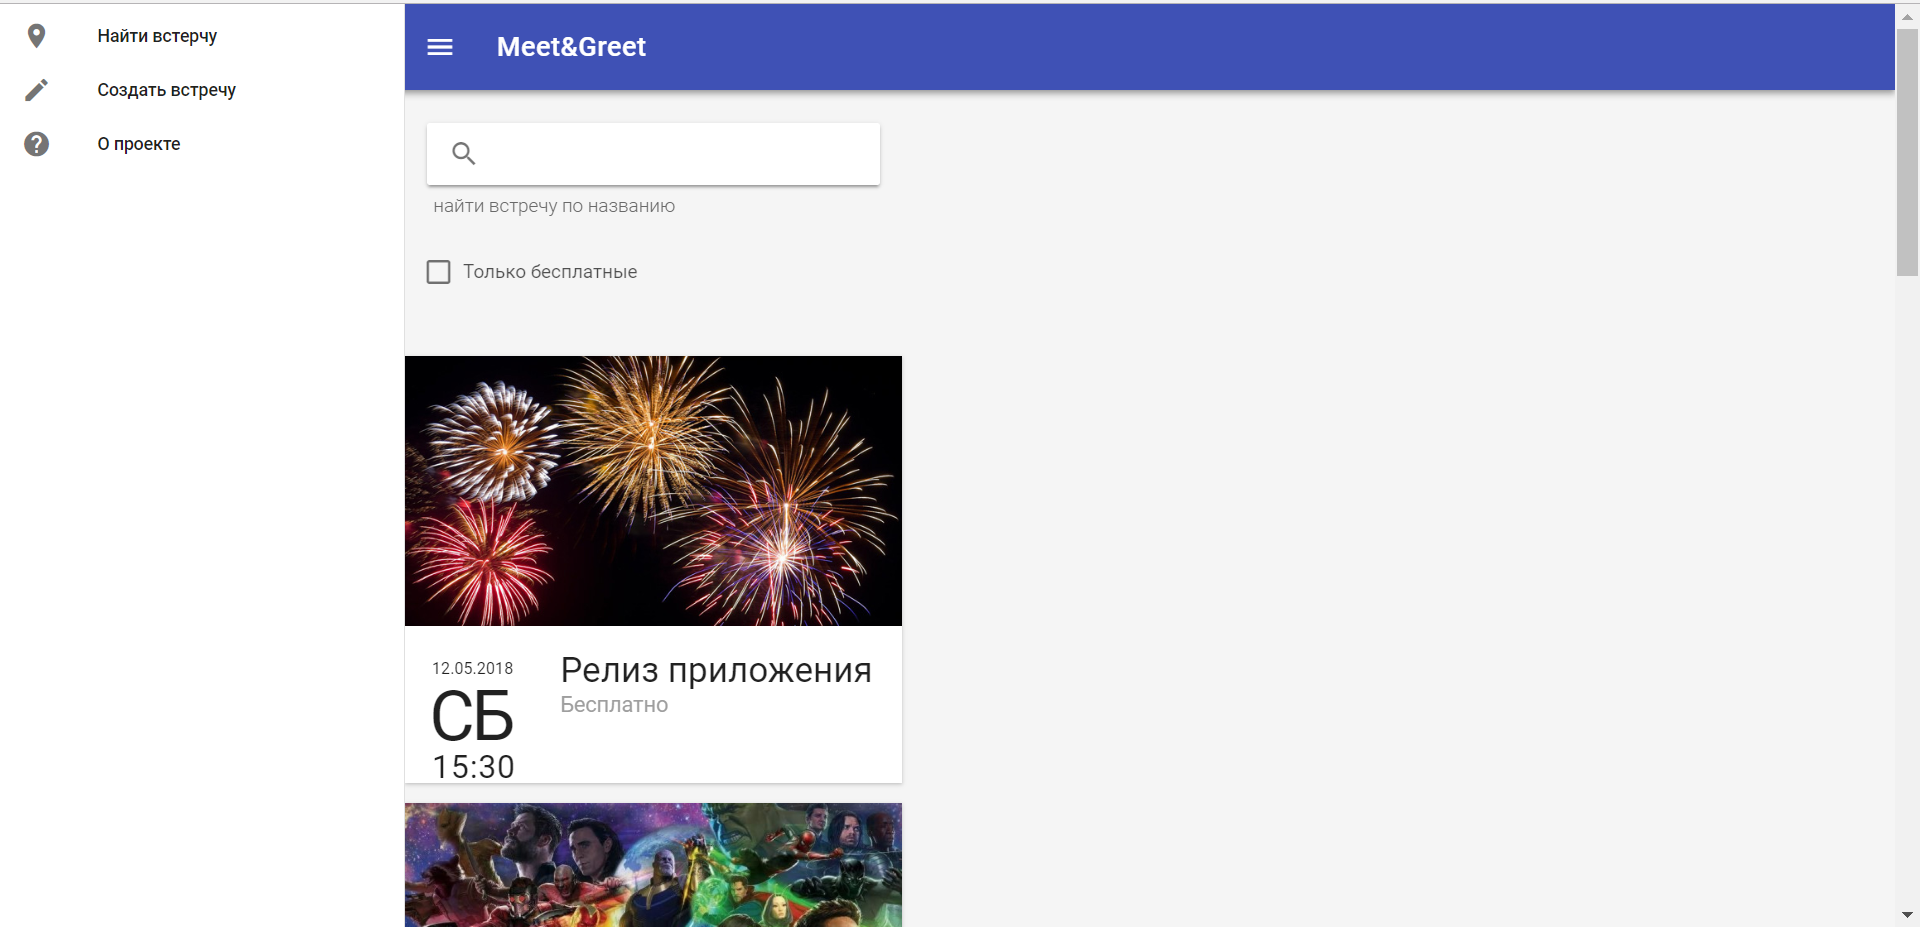 Найти встерчу
Создать встречу
О проекте
Meet&Greet
найти встречу по названию
Только бесплатные
12.05.2018
СБ
15:30
Релиз приложения
Бесплатно